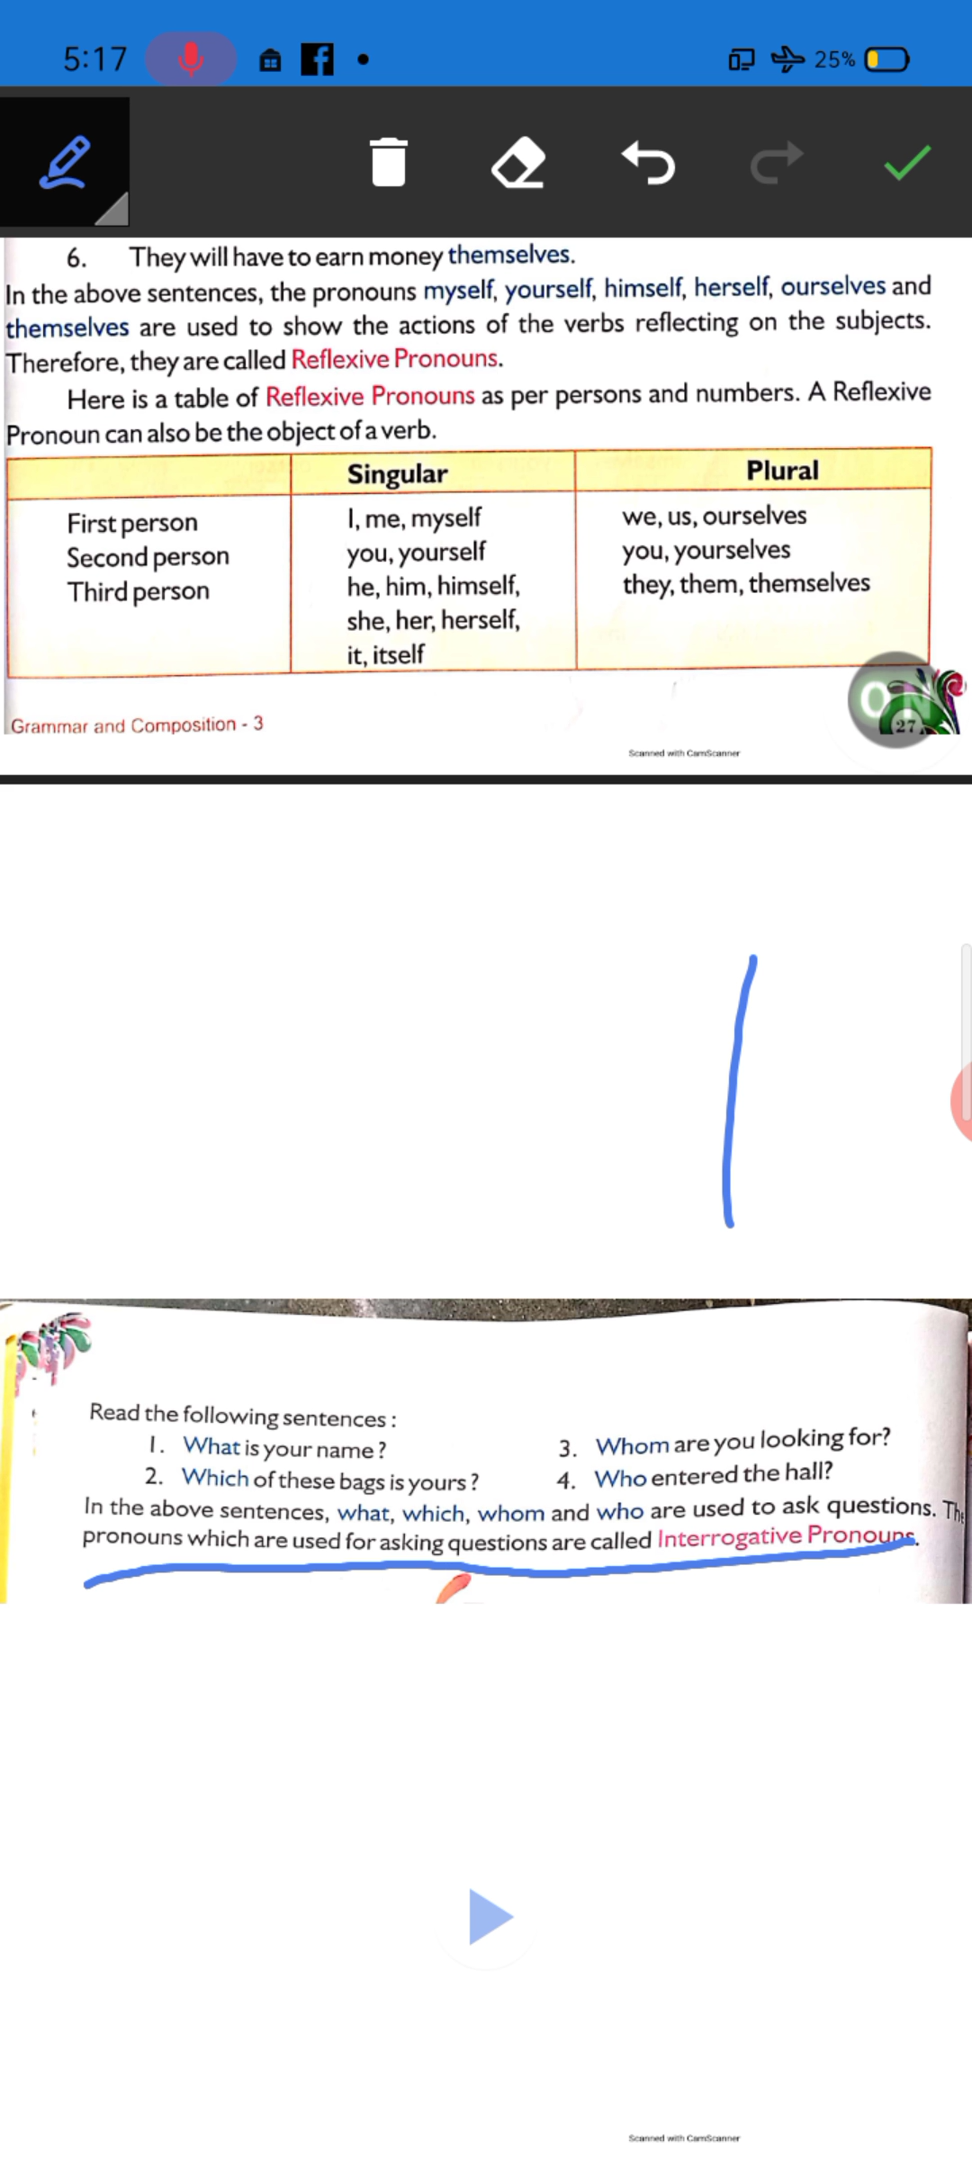 5:17
25%
6. They will have to earn money themselves.
In the above sentences, the pronouns myself, yourself, himself, herself, ourselves and
themselves are used to show the actions of the verbs reflecting on the subjects.
Therefore, they are called Reflexive Pronouns.
Here is a table of Reflexive Pronouns as per persons and numbers. A Reflexive
Pronoun can also be the object of a verb.
Singular Plural
First person I, me, myself we, us, ourselves
Second person you, yourself you, yourselves
Third person he, him, himself, they, them, themselves
she, her, herself,
it, itself
ON
Grammar and Composition - 3 27
Scanned with CamScanner
Read the following sentences :
1. What is your name ? 3. Whom are you looking for?
2. Which of these bags is yours ? 4. Who entered the hall?
In the above sentences, what, which, whom and who are used to ask questions. The
pronouns which are used for asking questions are called Interrogative Pronouns.
Scanned with CamScanner